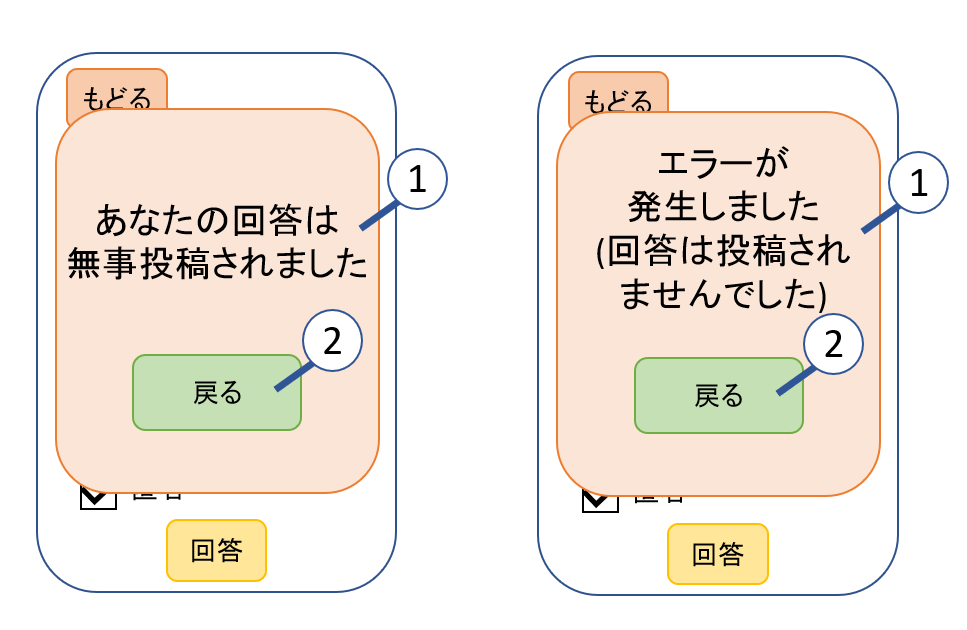 もどる
1
あなたの回答は
無事投稿されました
2
戻る
回答
もどる
1
エラーが
発生しました
(回答は投稿され
ませんでした)
2
戻る
回答